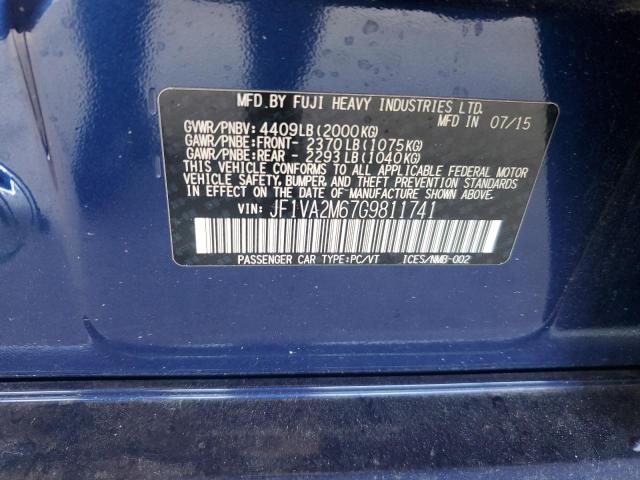 MFD.BY FUJI HEAVY INDUSTRIES LTD.
MFD IN 07/15
GVWR/PNBV: 4409LB(2000KG)
GAWR/PNBE:FRONT- 2370LB(1075KG)
GAWR/PNBE:REAR - 2293LB(1040KG)
THIS VEHICLE CONFORMS TO ALL APPLICABLE FEDERAL MOTOR
VEHICLE SAFETY, BUMPER, AND THEFT PREVENTION STANDARDS
IN EFFECT ON THE DATE OF MANUFACTURE SHOWN ABOVE.
VIN: JF1VA2M67G9811741
PASSENGER CAR TYPE:PC/VT ICES/NMB-002